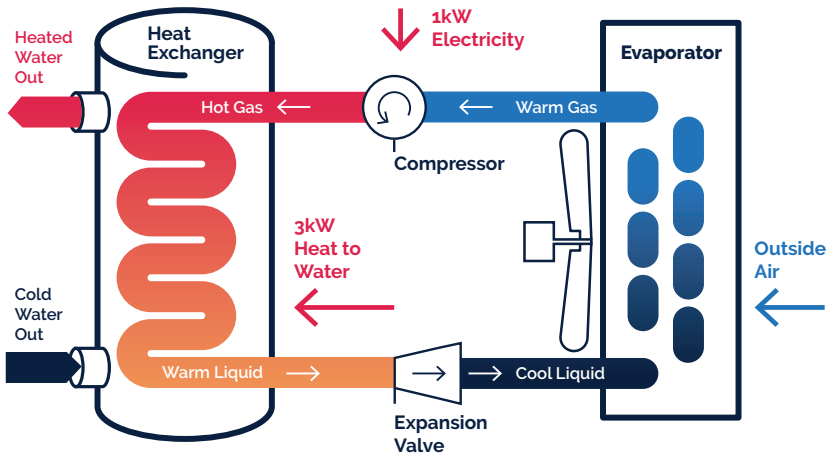 Heated
Water
Out
Heat
Exchanger
1kW
Electricity
Evaporator
Hot Gas
Warm Gas
Compressor
3kW
Heat to
Water
Outside
Air
Cold
Water
Out
Warm Liquid
Cool Liquid
Expansion
Valve